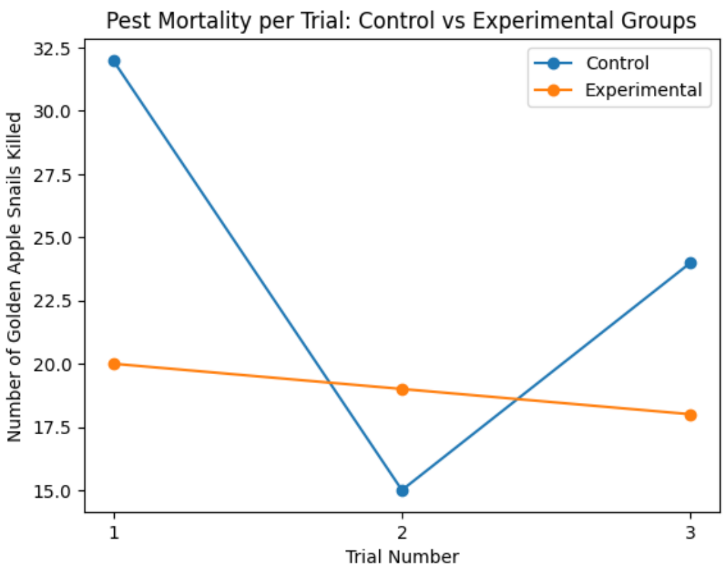 Pest Mortality per Trial: Control vs Experimental Groups
Number of Golden Apple Snails Killed
32.5
30.0
27.5
25.0
22.5
20.0
17.5
15.0
Control
Experimental
1 2 3
Trial Number